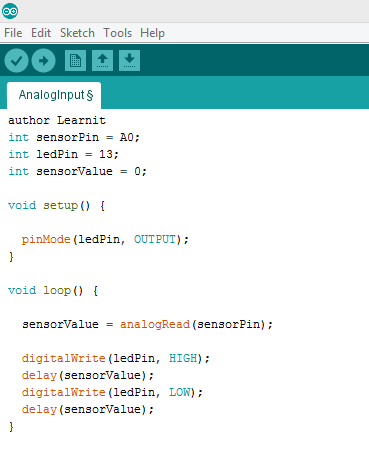 File Edit Sketch Tools Help
AnalogInput §
author Learnit
int sensorPin = A0;
int ledPin = 13;
int sensorValue = 0;
void setup() {
pinMode(ledPin, OUTPUT);
}
void loop() {
sensorValue = analogRead(sensorPin);
digitalWrite(ledPin, HIGH);
delay(sensorValue);
digitalWrite(ledPin, LOW);
delay(sensorValue);
}